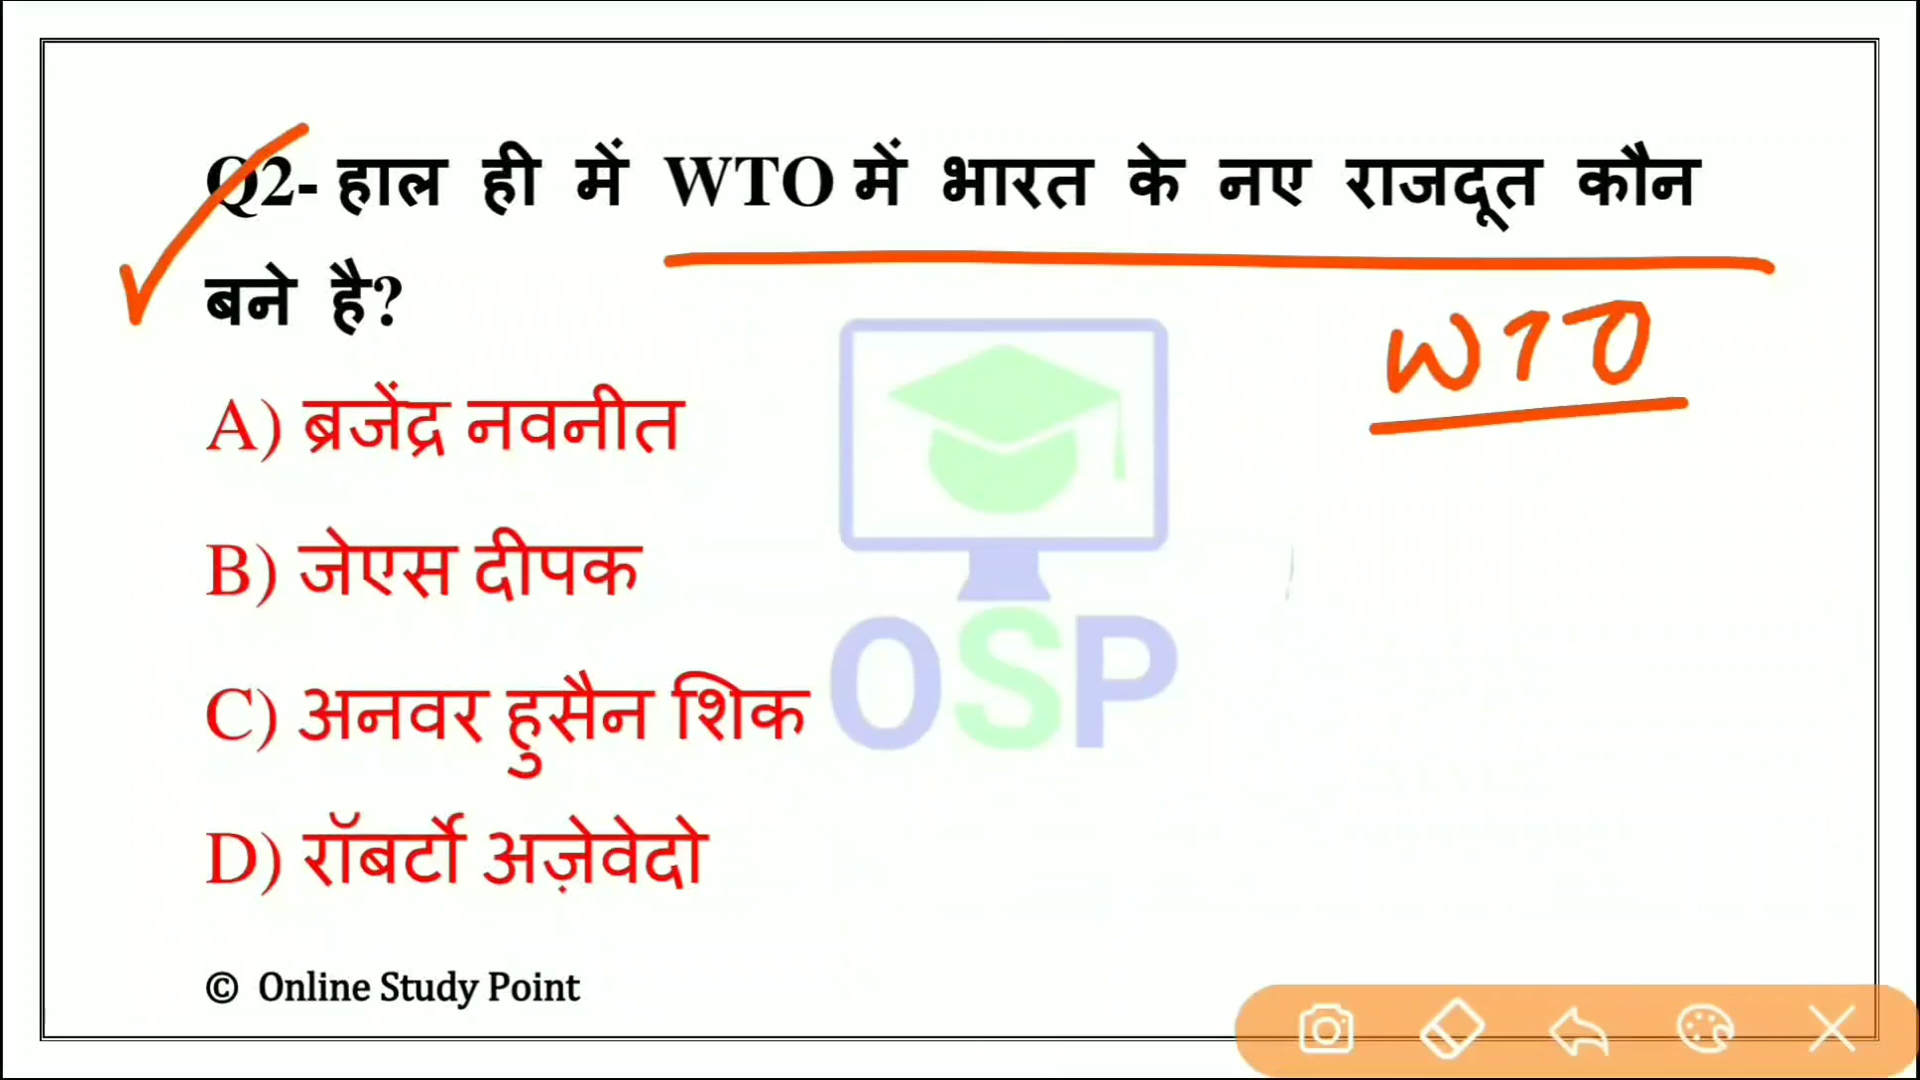 Q2- हाल ही में WTO में भारत के नए राजदूत कौन
बने है?
WTO
A) ब्रजेंद्र नवनीत
B) जेएस दीपक
C) अनवर हुसैन शिक
D) रॉबर्टो अज़ेवेदो
OSP
© Online Study Point